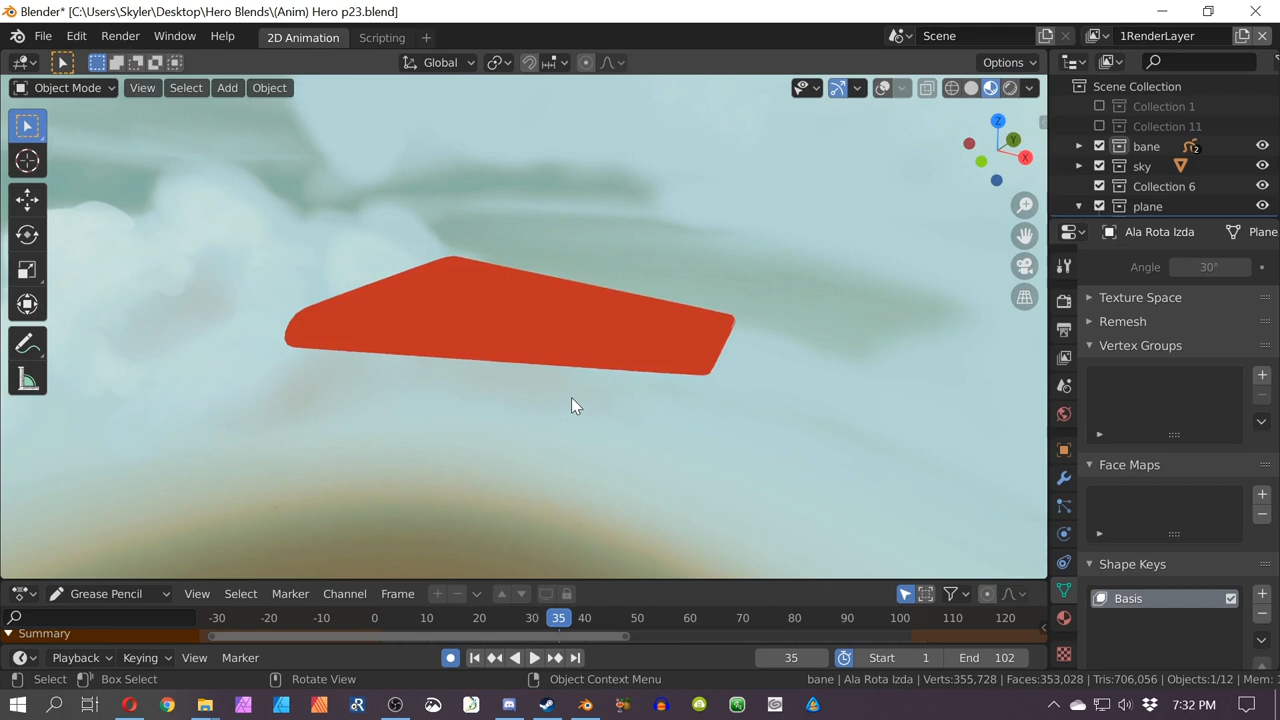 Blender* [C:\Users\Skyler\Desktop\Hero Blends\(Anim) Hero p23.blend]
File Edit Render Window Help 2D Animation Scripting + Scene 1RenderLayer
Global Options
Object Mode View Select Add Object
Scene Collection
Collection 1
Collection 11
bane 2
sky
Collection 6
plane
Z
Y
X
Ala Rota Izda Plane
Angle 30°
Texture Space
Remesh
Vertex Groups
Face Maps
Shape Keys
Basis
Grease Pencil View Select Marker Channel Frame
-30 -20 -10 0 10 20 30 35 40 50 60 70 80 90 100 110 120
Summary
Playback Keying View Marker 35 Start 1 End 102
Select Box Select Rotate View Object Context Menu bane | Ala Rota Izda | Verts:355,728 | Faces:353,028 | Tris:706,056 | Objects:1/12 | Mem:
7:32 PM